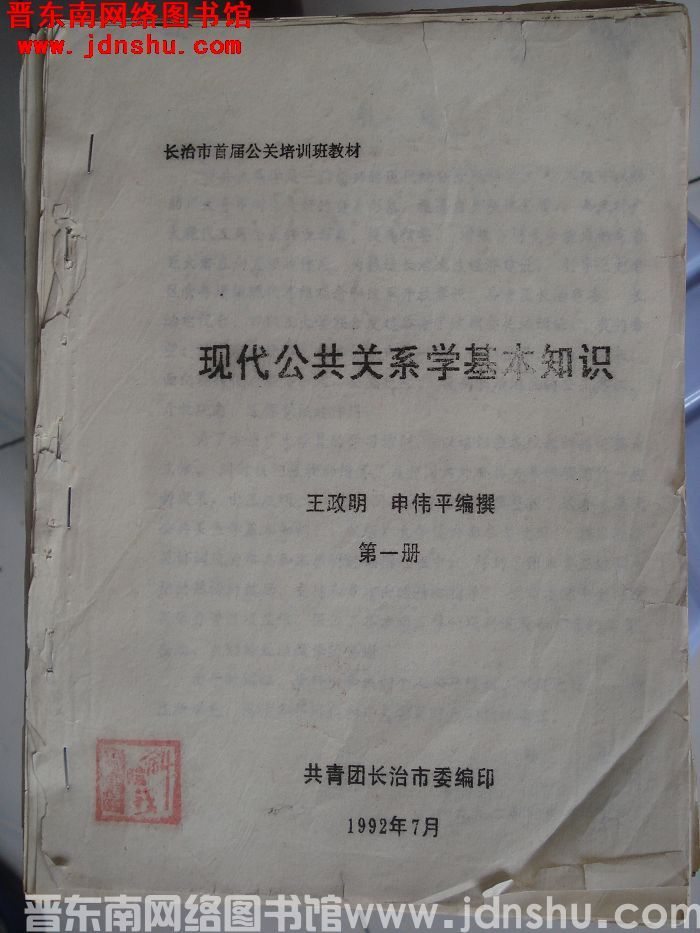 晋东南网络图书馆
www.jdnshu.com
长治市首届公关培训班教材
现代公共关系学基本知识
王政明 申伟平编撰
第一册
共青团长治市委编印
1992年7月
晋东南网络图书馆www.jdnshu.com